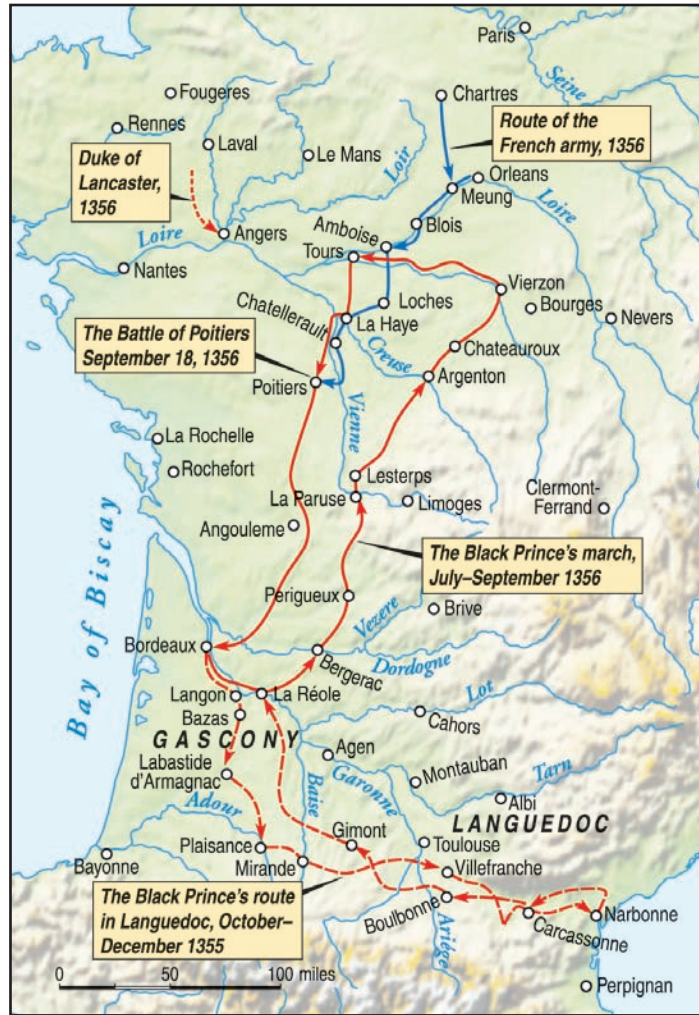 Paris
Seine
Fougeres
Chartres
Rennes
Laval
Le Mans
Route of the
French army, 1356
Duke of
Lancaster,
1356
Loir
Orleans
Meung
Loire
Blois
Angers
Amboise
Loire
Tours
Nantes
Vierzon
Loches
Bourges
Nevers
Chatellerault
La Haye
Creuse
Chateauroux
The Battle of Poitiers
September 18, 1356
Argenton
Poitiers
Vienne
La Rochelle
Rochefort
Lesterps
La Paruse
Limoges
Clermont-
Ferrand
Angouleme
Bay of Biscay
The Black Prince's march,
July–September 1356
Perigueux
Vezere
Brive
Bordeaux
Bergerac
Dordogne
Langon
La Réole
Lot
Bazas
Cahors
GASCONY
Agen
Labastide
d'Armagnac
Baise
Garonne
Montauban
Tarn
Albi
Adour
LANGUEDOC
Gimont
Toulouse
Plaisance
Bayonne
Mirande
Villefranche
The Black Prince's route
in Languedoc, October–
December 1355
Boulbonne
Ariége
Carcassonne
Narbonne
Perpignan
0 50 100 miles